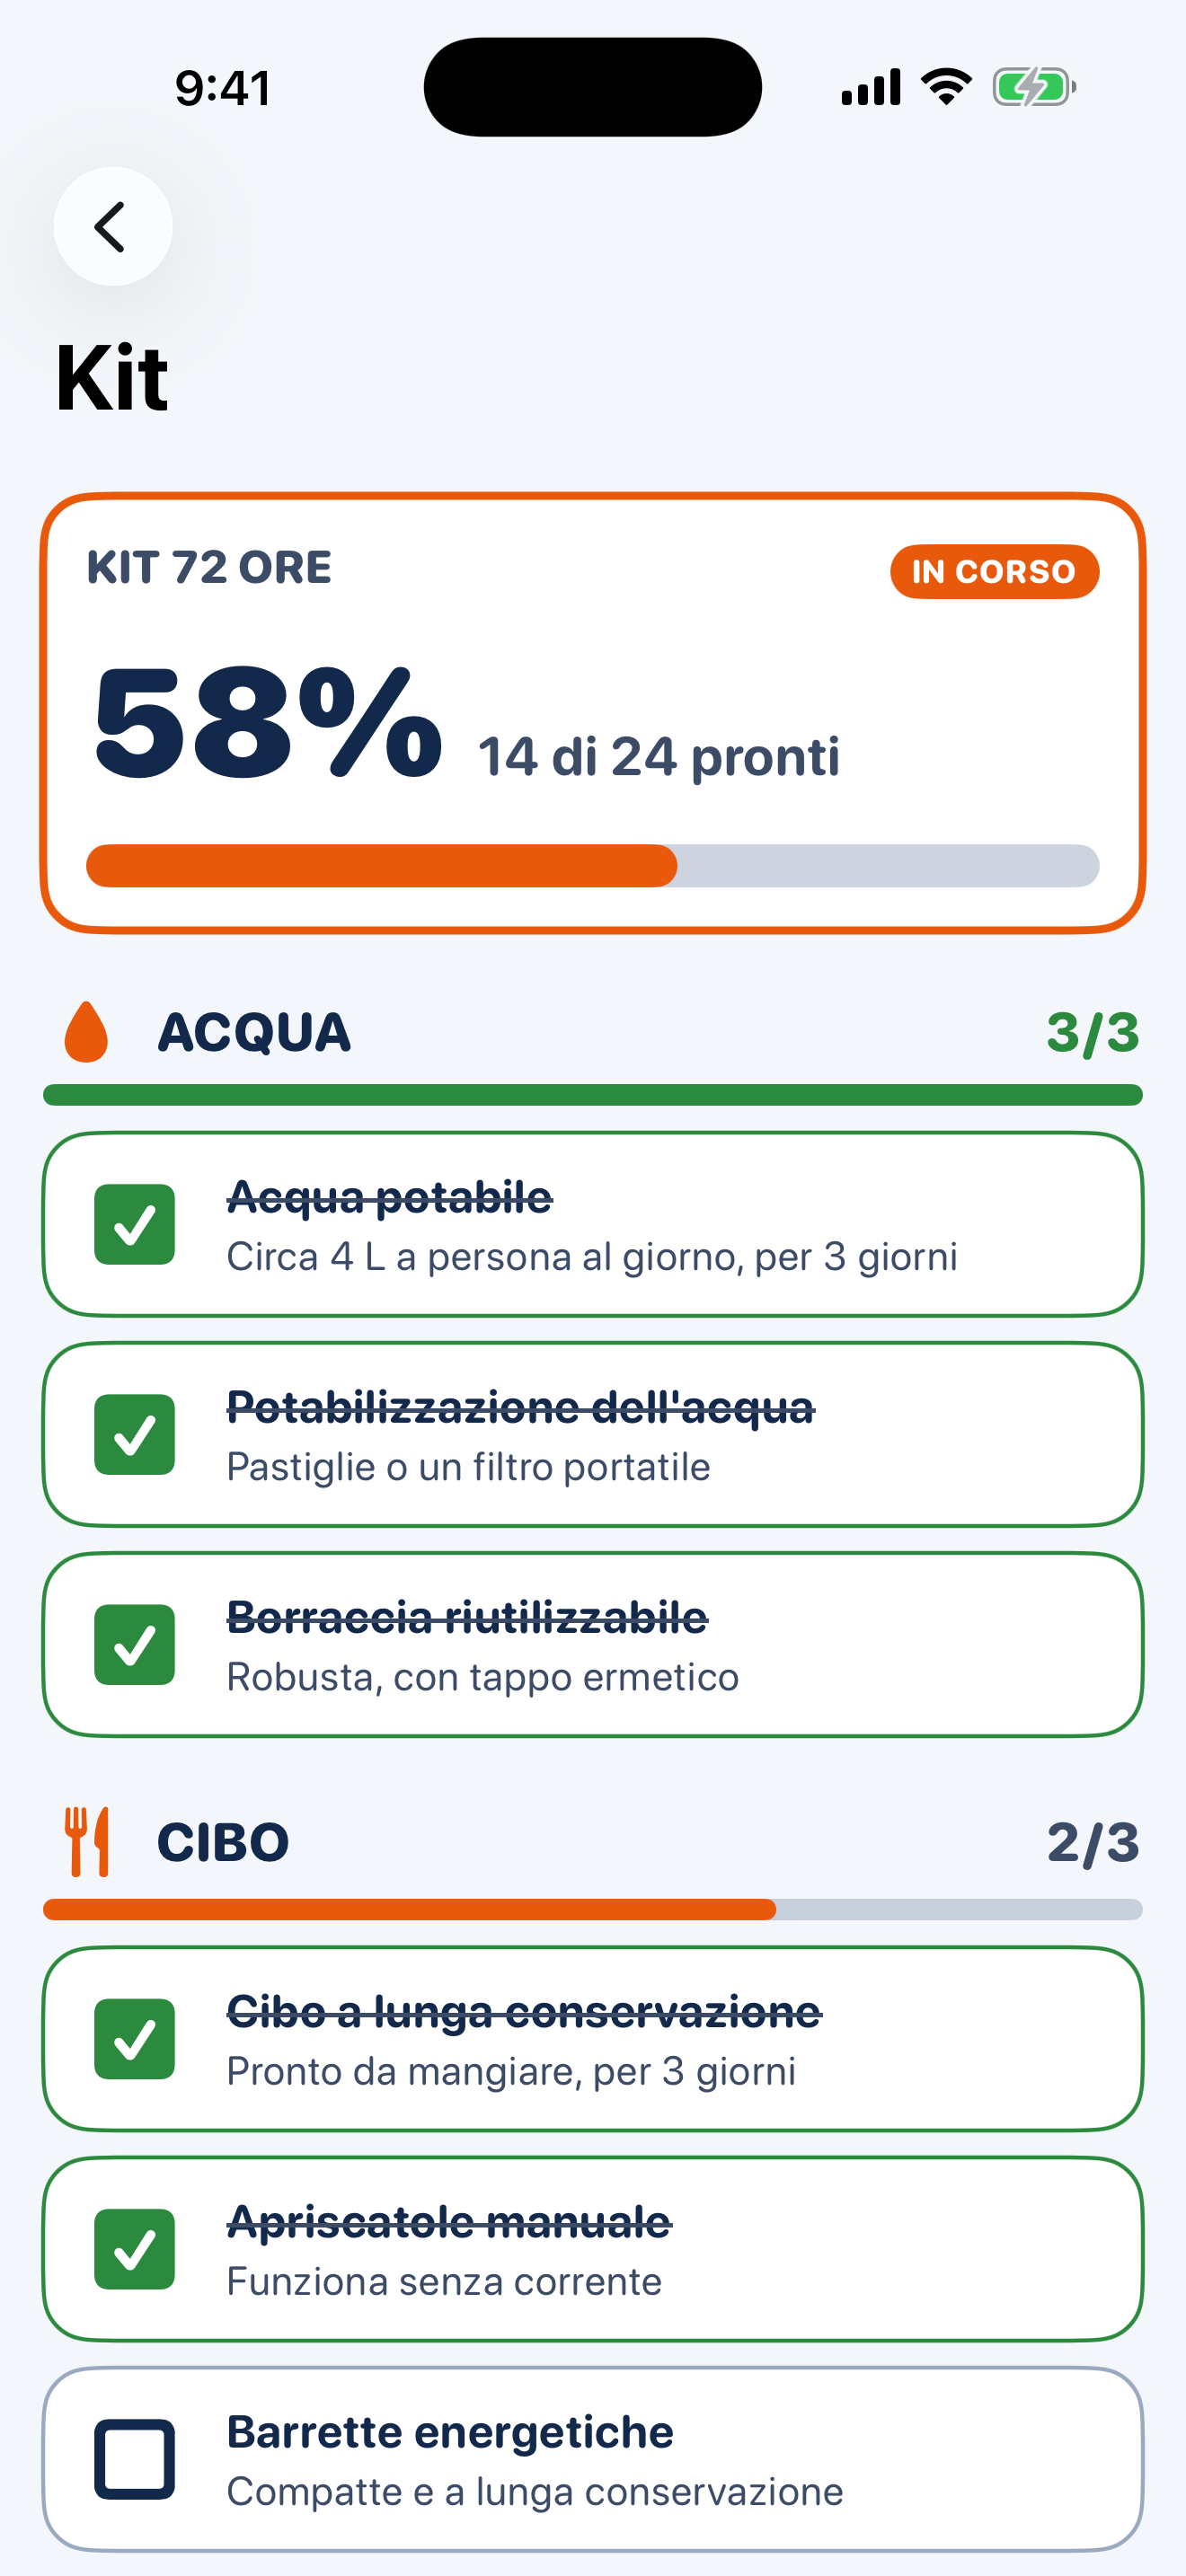 9:41
Kit
KIT 72 ORE
IN CORSO
58% 14 di 24 pronti
ACQUA 3/3
Acqua potabile
Circa 4 L a persona al giorno, per 3 giorni
Potabilizzazione dell'acqua
Pastiglie o un filtro portatile
Borraccia riutilizzabile
Robusta, con tappo ermetico
CIBO 2/3
Cibo a lunga conservazione
Pronto da mangiare, per 3 giorni
Apriscatole manuale
Funziona senza corrente
Barrette energetiche
Compatte e a lunga conservazione